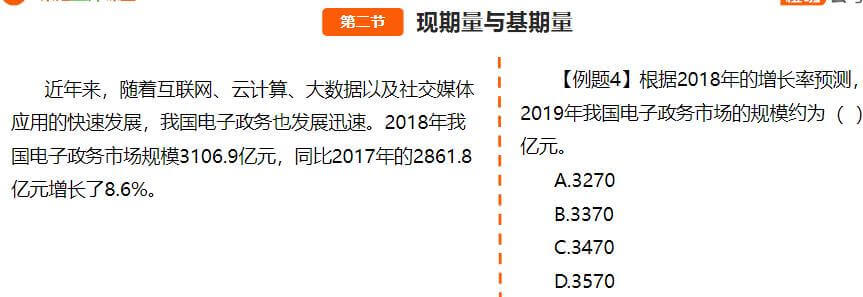 第二节 现期量与基期量
近年来，随着互联网、云计算、大数据以及社交媒体
应用的快速发展，我国电子政务也发展迅速。2018年我
国电子政务市场规模3106.9亿元，同比2017年的2861.8
亿元增长了8.6%。
【例题4】根据2018年的增长率预测，
2019年我国电子政务市场的规模约为（ ）
亿元。
A.3270
B.3370
C.3470
D.3570